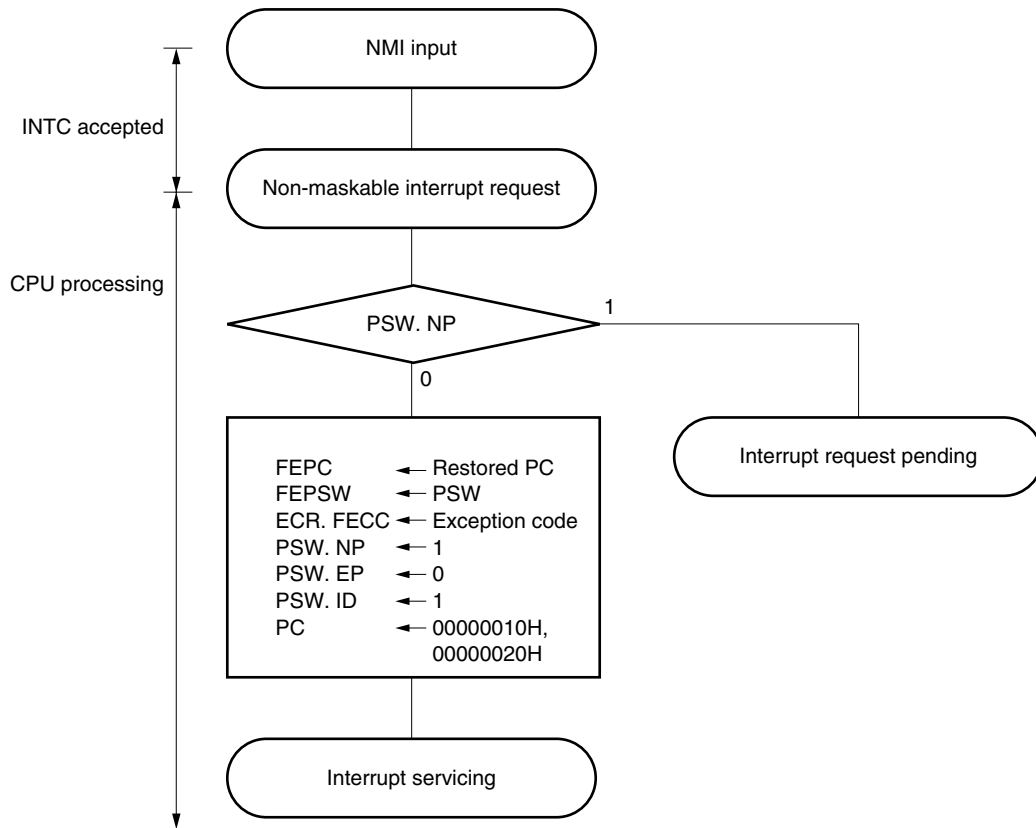 NMI input
INTC accepted
Non-maskable interrupt request
CPU processing
PSW. NP
1
0
FEPC Restored PC
FEPSW PSW
ECR. FECC Exception code
PSW. NP 1
PSW. EP 0
PSW. ID 1
PC 00000010H,
00000020H
Interrupt request pending
Interrupt servicing